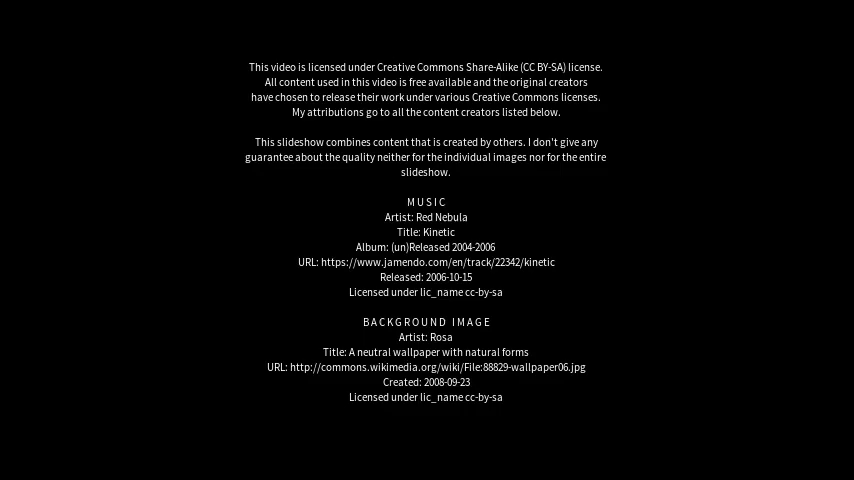 This video is licensed under Creative Commons Share-Alike (CC BY-SA) license.
All content used in this video is free available and the original creators
have chosen to release their work under various Creative Commons licenses.
My attributions go to all the content creators listed below.
This slideshow combines content that is created by others. I don't give any
guarantee about the quality neither for the individual images nor for the entire
slideshow.
M U S I C
Artist: Red Nebula
Title: Kinetic
Album: (un)Released 2004-2006
URL: https://www.jamendo.com/en/track/22342/kinetic
Released: 2006-10-15
Licensed under lic_name cc-by-sa
B A C K G R O U N D   I M A G E
Artist: Rosa
Title: A neutral wallpaper with natural forms
URL: http://commons.wikimedia.org/wiki/File:88829-wallpaper06.jpg
Created: 2008-09-23
Licensed under lic_name cc-by-sa